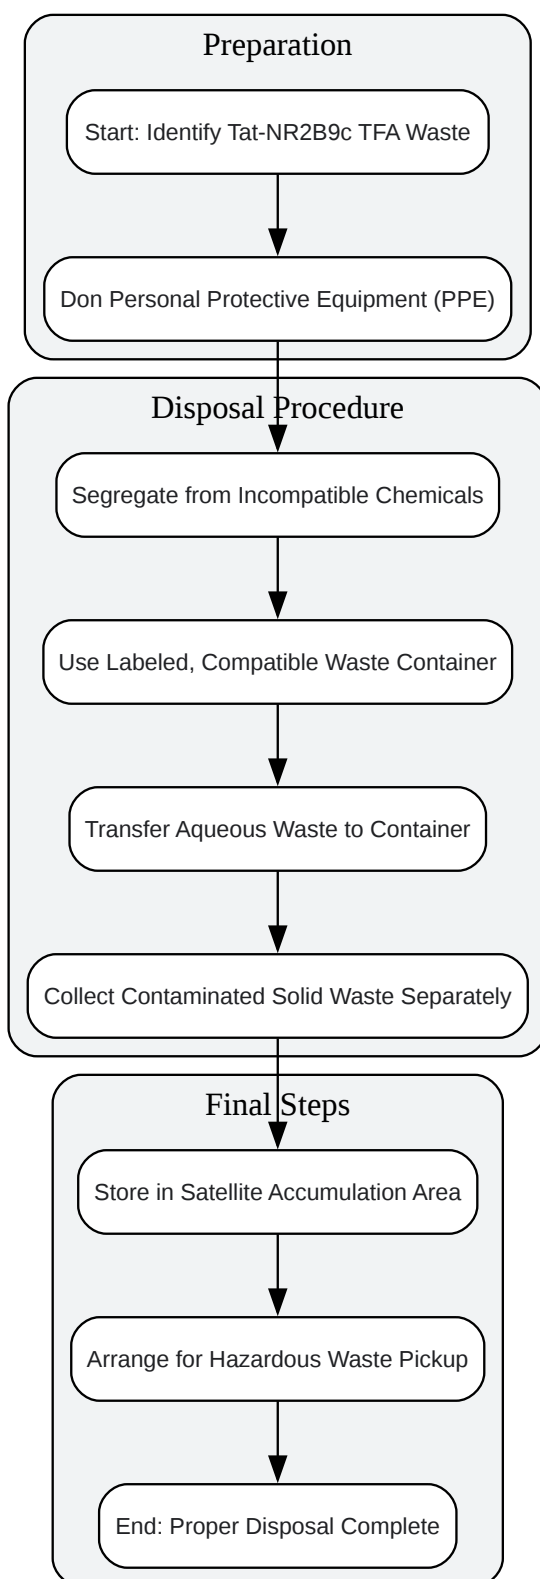 Preparation
Start: Identify Tat-NR2B9c TFA Waste
Don Personal Protective Equipment (PPE)
Disposal Procedure
Segregate from Incompatible Chemicals
Use Labeled, Compatible Waste Container
Transfer Aqueous Waste to Container
Collect Contaminated Solid Waste Separately
Final Steps
Store in Satellite Accumulation Area
Arrange for Hazardous Waste Pickup
End: Proper Disposal Complete